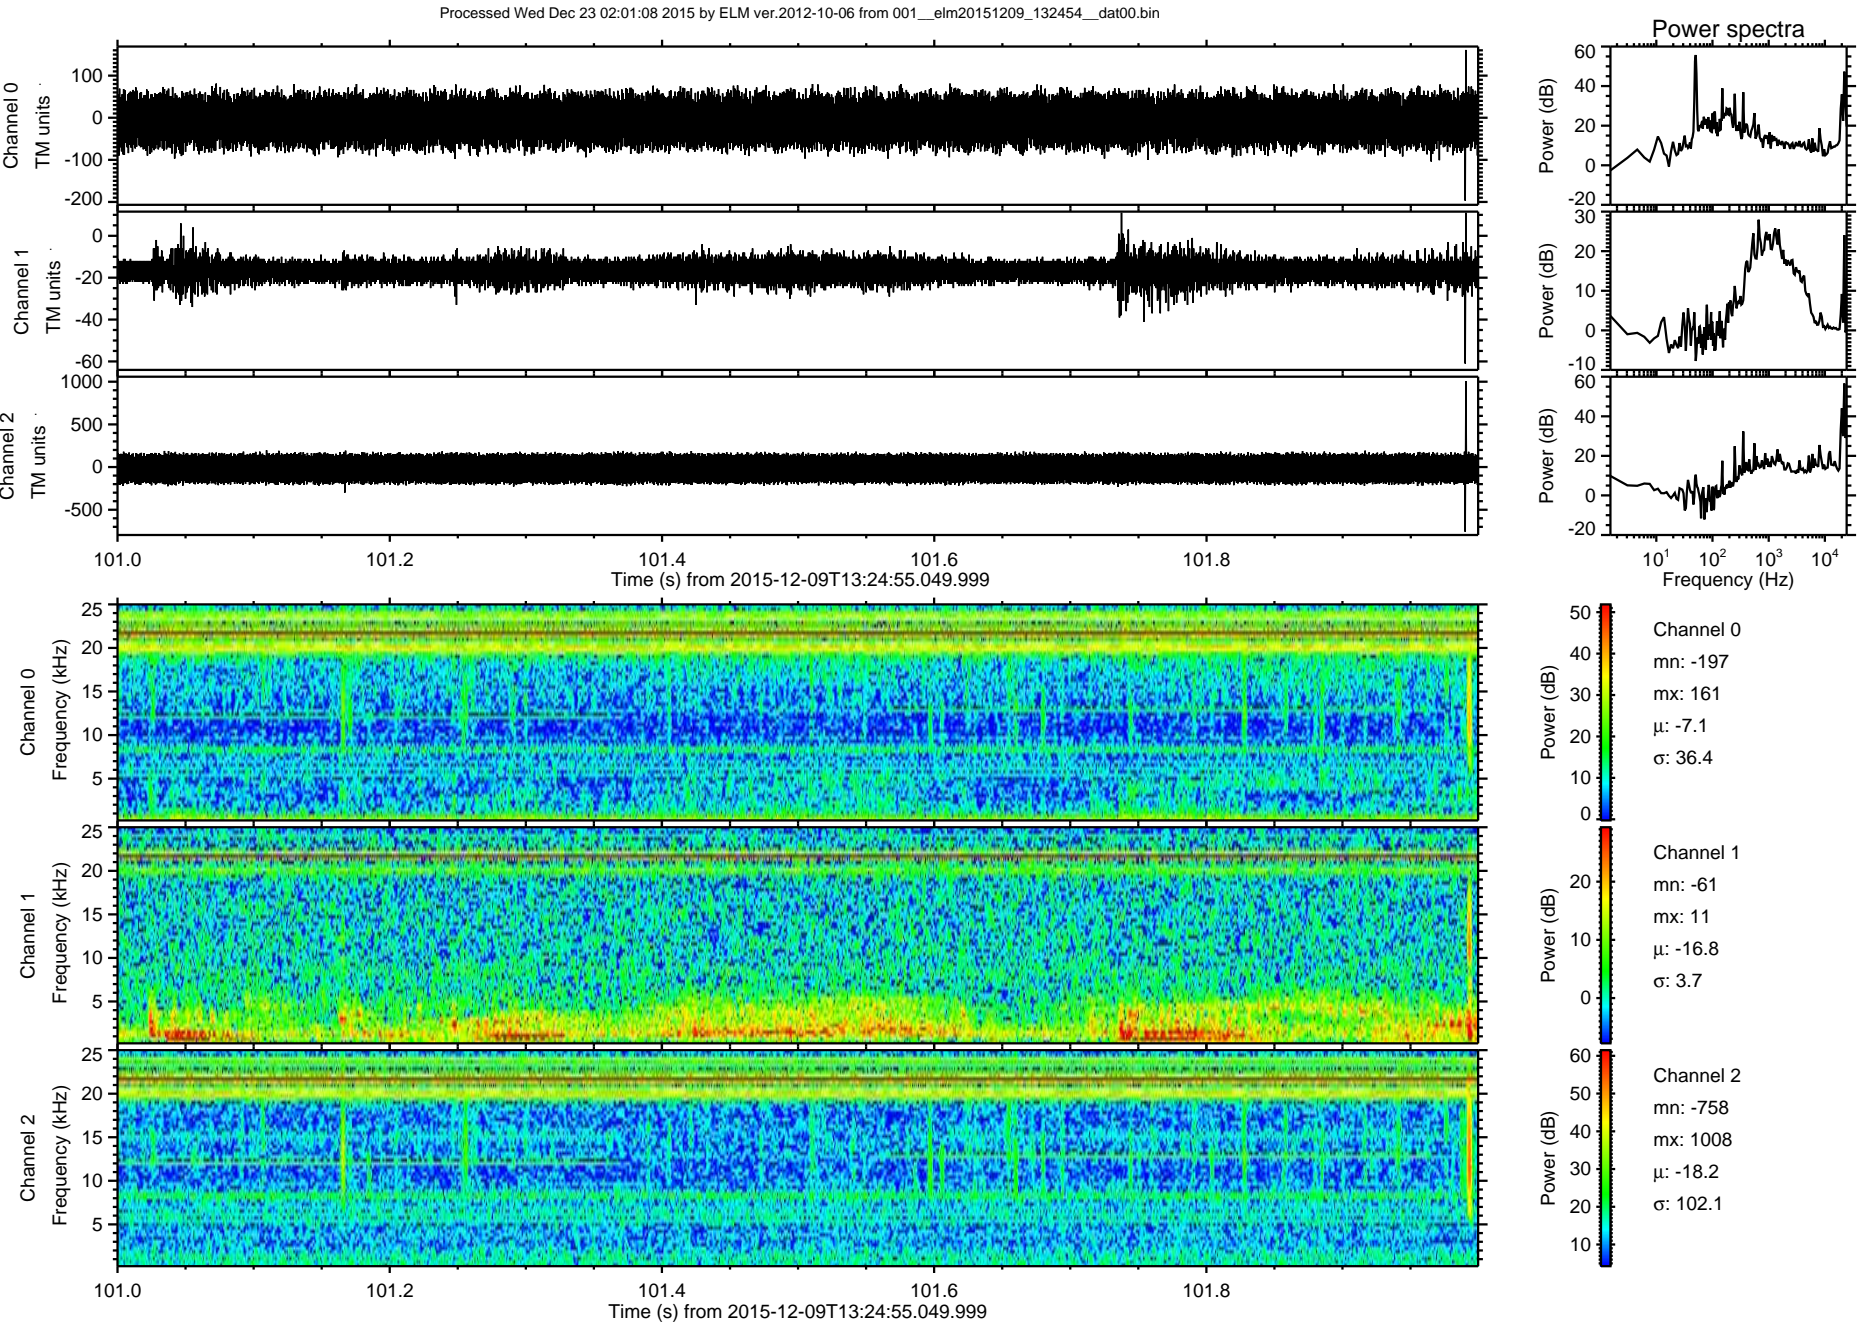 Processed Wed Dec 23 02:01:08 2015 by ELM ver.2012-10-06 from 001__elm20151209_132454__dat00.bin
Power spectra
Channel 0
TM units
100
0
-100
-200
Power (dB)
60
40
20
0
-20
Channel 1
TM units
0
-20
-40
-60
Power (dB)
30
20
10
0
-10
Channel 2
TM units
1000
500
0
-500
Power (dB)
60
40
20
0
-20
101.0 101.2 101.4 101.6 101.8
Time (s) from 2015-12-09T13:24:55.049.999
10¹ 10² 10³ 10⁴
Frequency (Hz)
Channel 0
Frequency (kHz)
25
20
15
10
5
Power (dB)
50
40
30
20
10
0
Channel 0
mn: -197
mx: 161
μ: -7.1
σ: 36.4
Channel 1
Frequency (kHz)
25
20
15
10
5
Power (dB)
20
10
0
Channel 1
mn: -61
mx: 11
μ: -16.8
σ: 3.7
Channel 2
Frequency (kHz)
25
20
15
10
5
Power (dB)
60
50
40
30
20
10
Channel 2
mn: -758
mx: 1008
μ: -18.2
σ: 102.1
101.0 101.2 101.4 101.6 101.8
Time (s) from 2015-12-09T13:24:55.049.999